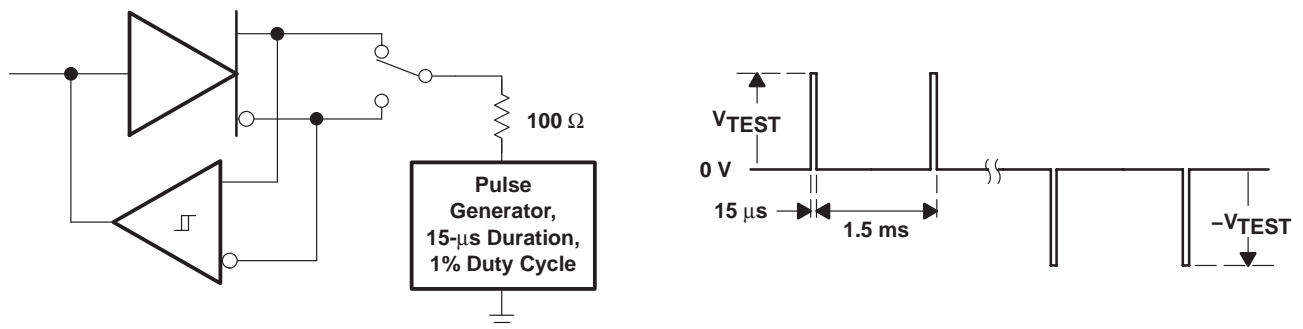 100 Ω
Pulse
Generator,
15-μs Duration,
1% Duty Cycle
VTEST
0 V
15 μs
1.5 ms
–VTEST